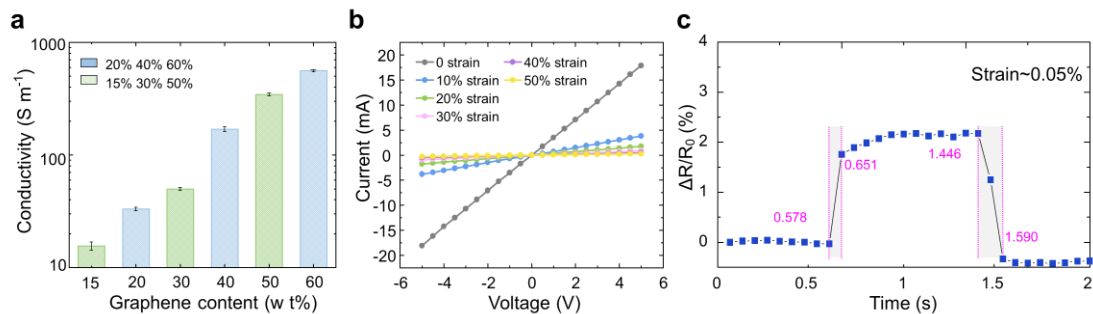 a
1000
100
10
Conductivity (S m⁻¹)
20% 40% 60%
15% 30% 50%
15 20 30 40 50 60
Graphene content (w t%)
b
20
15
10
5
0
-5
-10
-15
-20
Current (mA)
0 strain
10% strain
20% strain
30% strain
40% strain
50% strain
-6 -4 -2 0 2 4 6
Voltage (V)
c
4
3
2
1
0
ΔR/R₀ (%)
Strain~0.05%
0.578
0.651
1.446
1.590
0 0.5 1 1.5 2
Time (s)